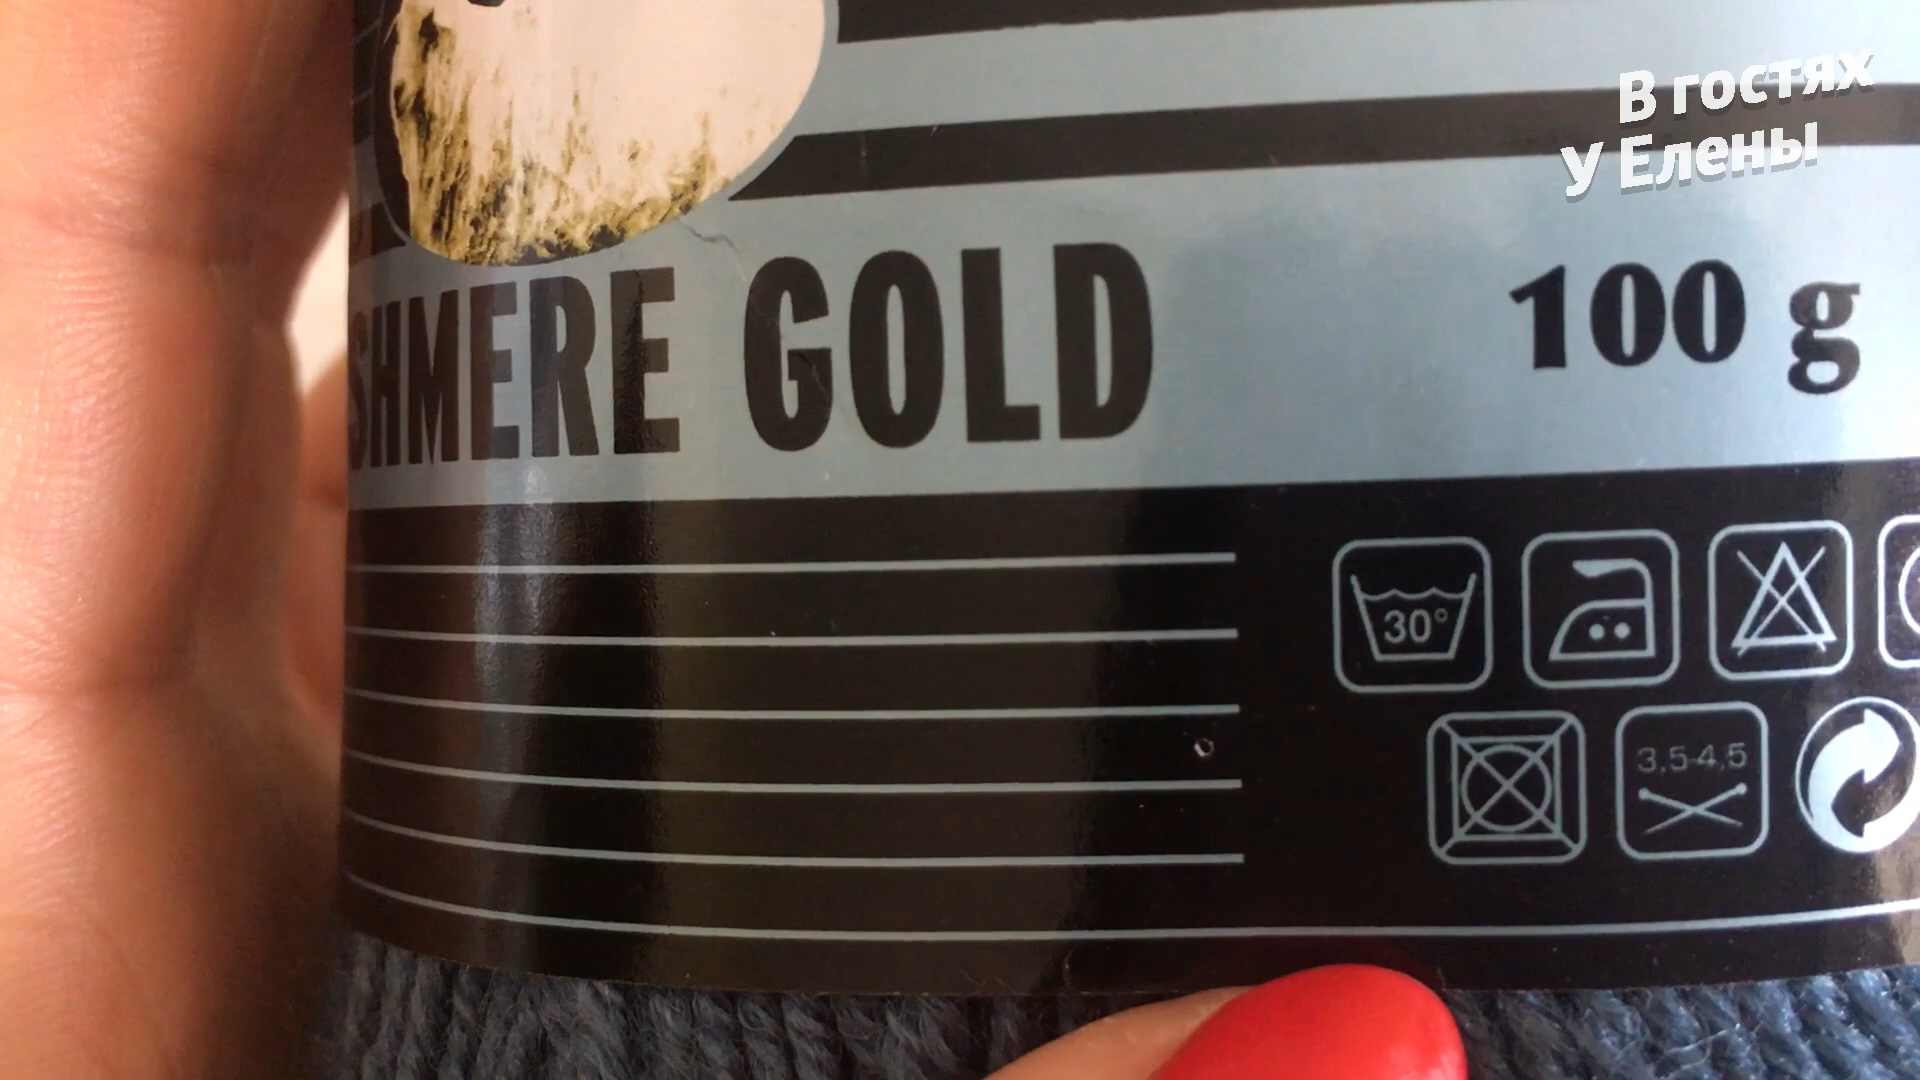 В гостях
у Елены
SHMERE GOLD
100 g
30°
3,5-4,5